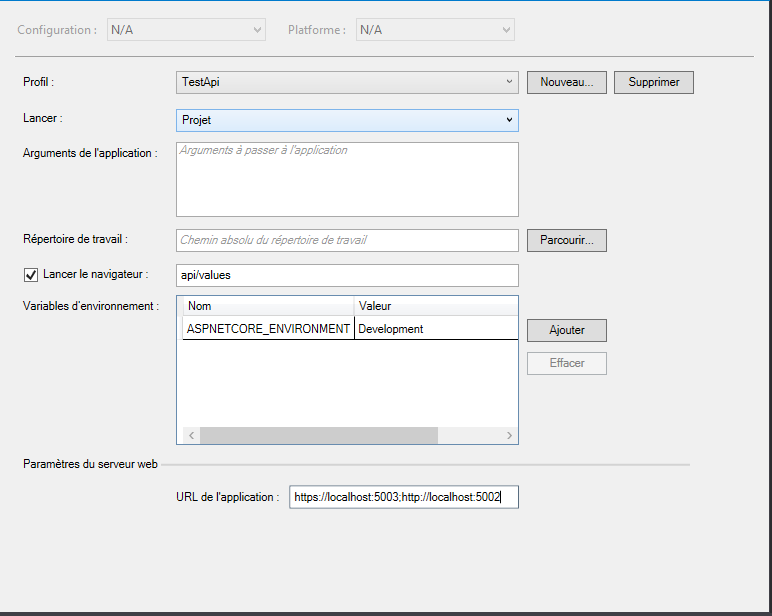 Configuration : N/A Plateforme : N/A
Profil : TestApi Nouveau... Supprimer
Lancer : Projet
Arguments de l'application : Arguments à passer à l'application
Répertoire de travail : Chemin absolu du répertoire de travail Parcourir...
Lancer le navigateur : api/values
Variables d'environnement : Nom Valeur
ASPNETCORE_ENVIRONMENT Development Ajouter
Effacer
Paramètres du serveur web
URL de l'application : https://localhost:5003;http://localhost:5002